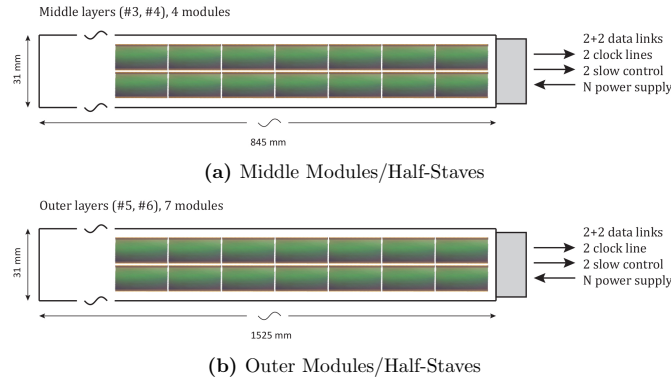 Middle layers (#3, #4), 4 modules
31 mm
2+2 data links
2 clock lines
2 slow control
N power supply
845 mm
(a) Middle Modules/Half-Staves
Outer layers (#5, #6), 7 modules
31 mm
2+2 data links
2 clock line
2 slow control
N power supply
1525 mm
(b) Outer Modules/Half-Staves